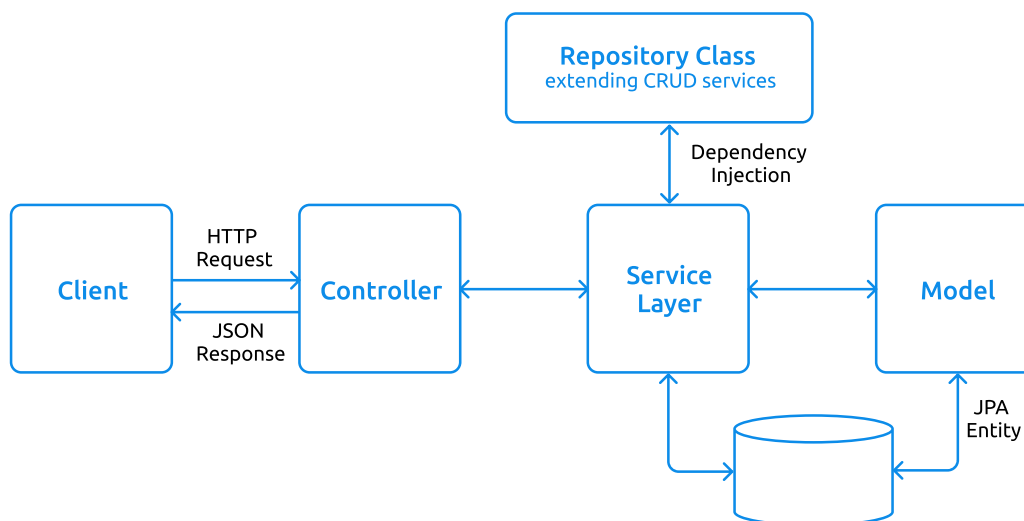 Repository Class
extending CRUD services
Dependency
Injection
HTTP
Request
Client
JSON
Response
Controller
Service
Layer
Model
JPA
Entity